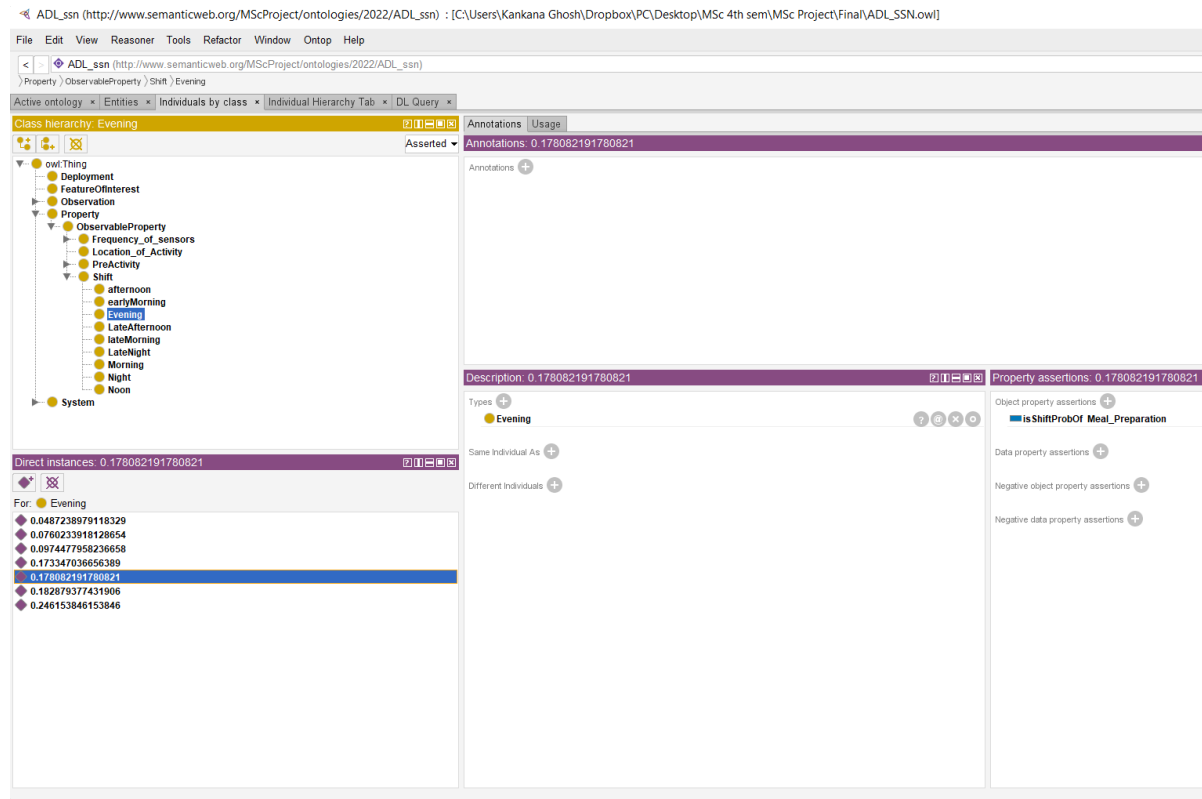 ADL_ssn (http://www.semanticweb.org/MScProject/ontologies/2022/ADL_ssn) : [C:\Users\Kankana Ghosh\Dropbox\PC\Desktop\MSc 4th sem\MSc Project\Final\ADL_SSN.owl]
File Edit View Reasoner Tools Refactor Window Ontop Help
< > ADL_ssn (http://www.semanticweb.org/MScProject/ontologies/2022/ADL_ssn)
Property ObservableProperty Shift Evening
Active ontology × Entities × Individuals by class × Individual Hierarchy Tab × DL Query ×
Class hierarchy: Evening
Asserted
owl:Thing
Deployment
FeatureOfInterest
Observation
Property
ObservableProperty
Frequency_of_sensors
Location_of_Activity
PreActivity
Shift
afternoon
earlyMorning
Evening
LateAfternoon
lateMorning
LateNight
Morning
Night
Noon
System
Direct instances: 0.178082191780821
For: Evening
0.0487238979118329
0.0760233918128654
0.0974477958236658
0.173347036656389
0.178082191780821
0.182879377431906
0.246153846153846
Annotations Usage
Annotations: 0.178082191780821
Annotations
Description: 0.178082191780821
Types
Evening
Same Individual As
Different Individuals
Property assertions: 0.178082191780821
Object property assertions
isShiftProbOf Meal_Preparation
Data property assertions
Negative object property assertions
Negative data property assertions